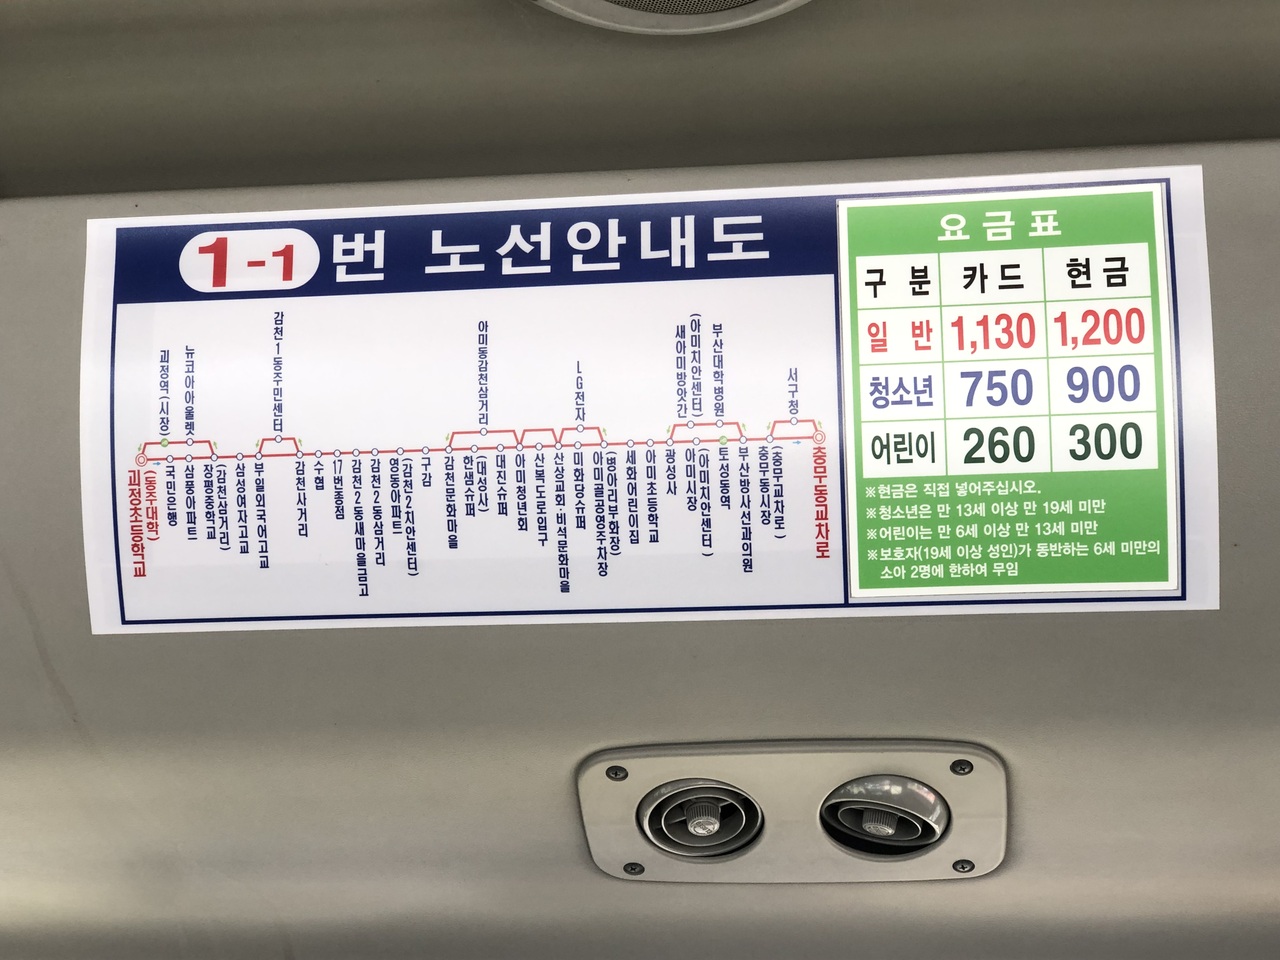 1-1번 노선안내도
괴정역(시장)
뉴코아아울렛
감천1동주민센터
아미동감천삼거리
LG전자
새아미방앗간
(아미치안센터)
부산대학병원
서구청
괴정초등학교
(동주대학)
국민은행
삼풍아파트
장평중학교
(감천삼거리)
삼성여자고교
부일외국어고교
감천사거리
수협
17번종점
감천2동새마을금고
감천2동삼거리
영동아파트
(감천2치안센터)
구감
감천문화마을
한샘슈퍼
(대성사)
대진슈퍼
아미청년회
산복도로입구
산상교회·비석문화마을
미화당슈퍼
아미골공영주차장
(병아리부화장)
세화어린이집
아미초등학교
광성사
아미시장
(아미치안센터)
토성동역
부산방사선과의원
충무동시장
(충무교차로)
충무동교차로
요금표
구 분 카드 현금
일 반 1,130 1,200
청소년 750 900
어린이 260 300
※현금은 직접 넣어주십시오.
※청소년은 만 13세 이상 만 19세 미만
※어린이는 만 6세 이상 만 13세 미만
※보호자(19세 이상 성인)가 동반하는 6세 미만의
소아 2명에 한하여 무임